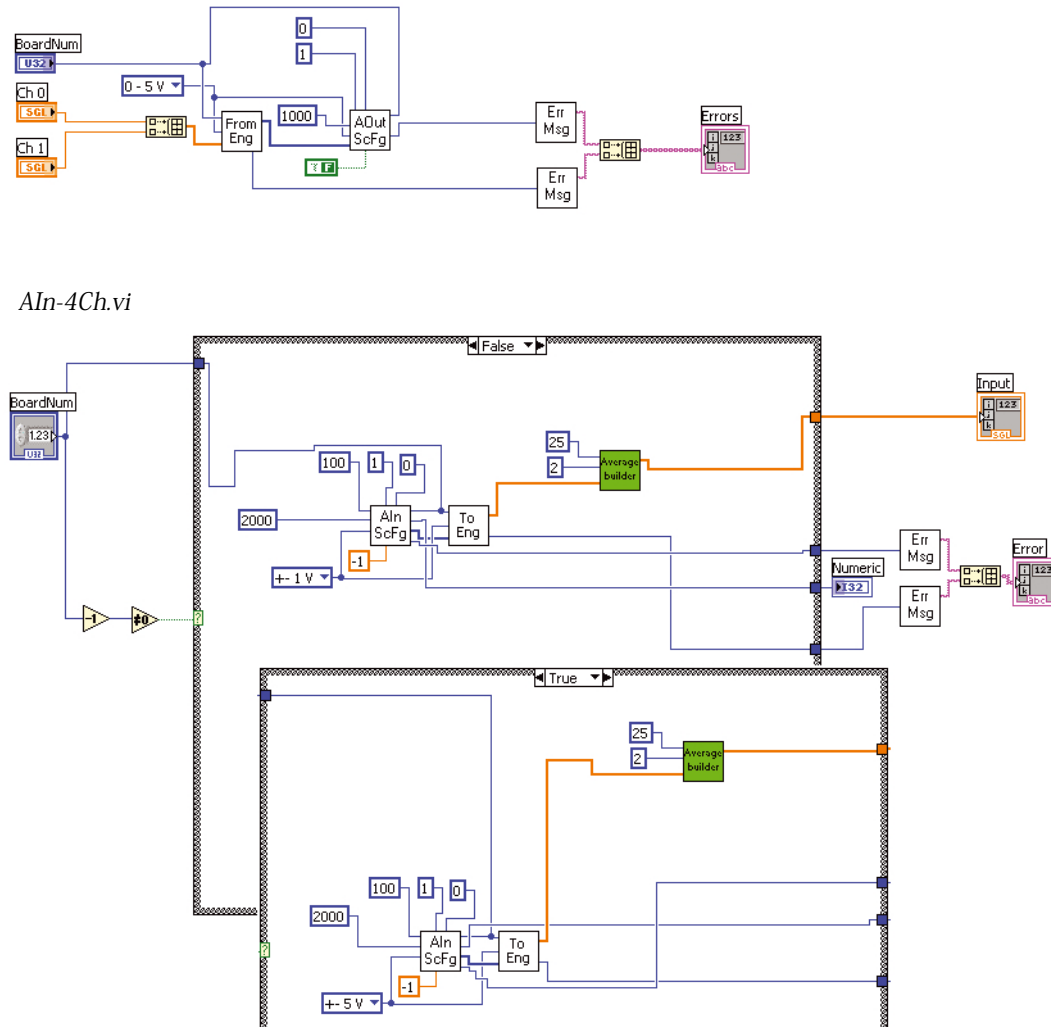 BoardNum
U32
Ch 0
SGL
Ch 1
SGL
0 - 5 V
0
1
From
Eng
1000
AOut
ScFg
F
Err
Msg
Err
Msg
Errors
i
j
k
123
abc
AIn-4Ch.vi
BoardNum
1.23
U32
-1
≠0
?
False
2000
100
1
0
AIn
ScFg
-1
+- 1 V
To
Eng
25
2
Average
builder
Input
i
j
k
123
SGL
Numeric
I32
Err
Msg
Err
Msg
Error
i
j
k
123
abc
True
?
2000
100
1
0
AIn
ScFg
-1
+- 5 V
To
Eng
25
2
Average
builder